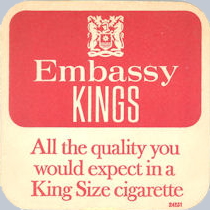 Embassy
KINGS
All the quality you
would expect in a
King Size cigarette